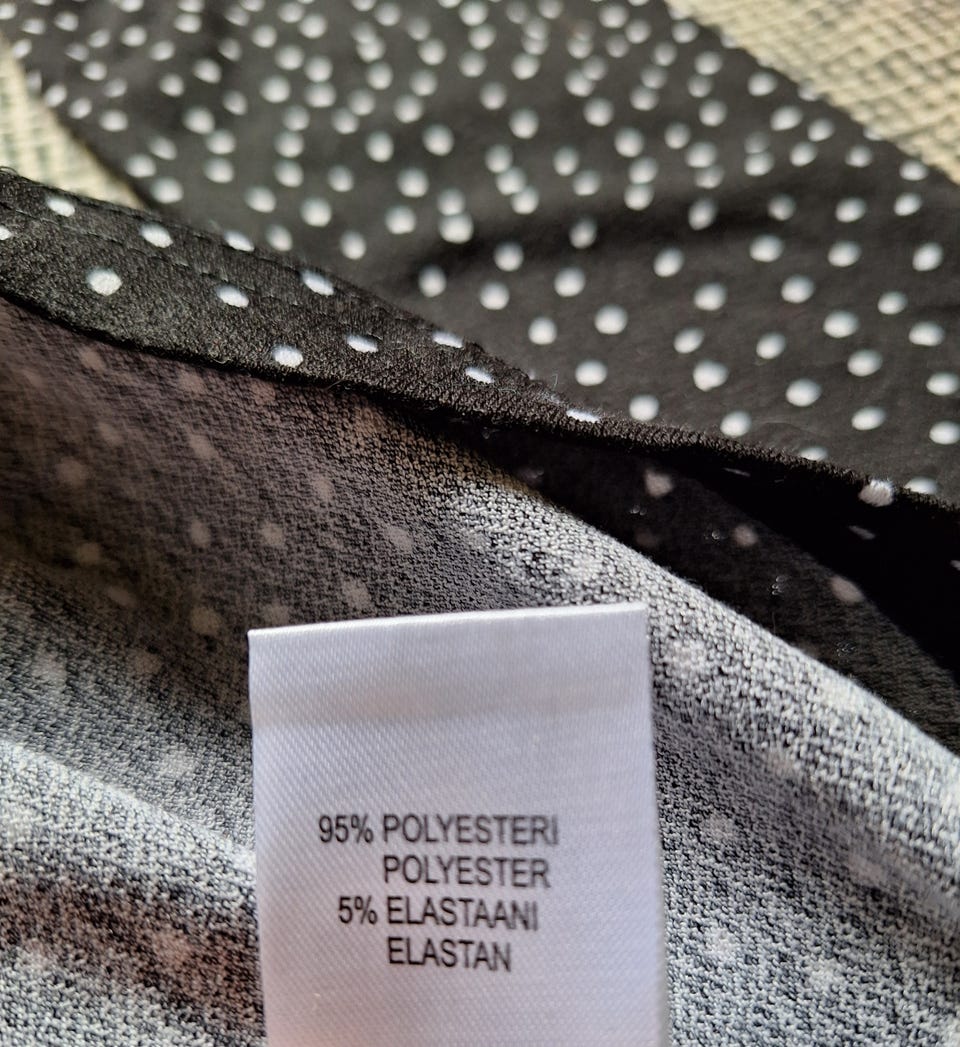 95% POLYESTERI
POLYESTER
5% ELASTAANI
ELASTAN